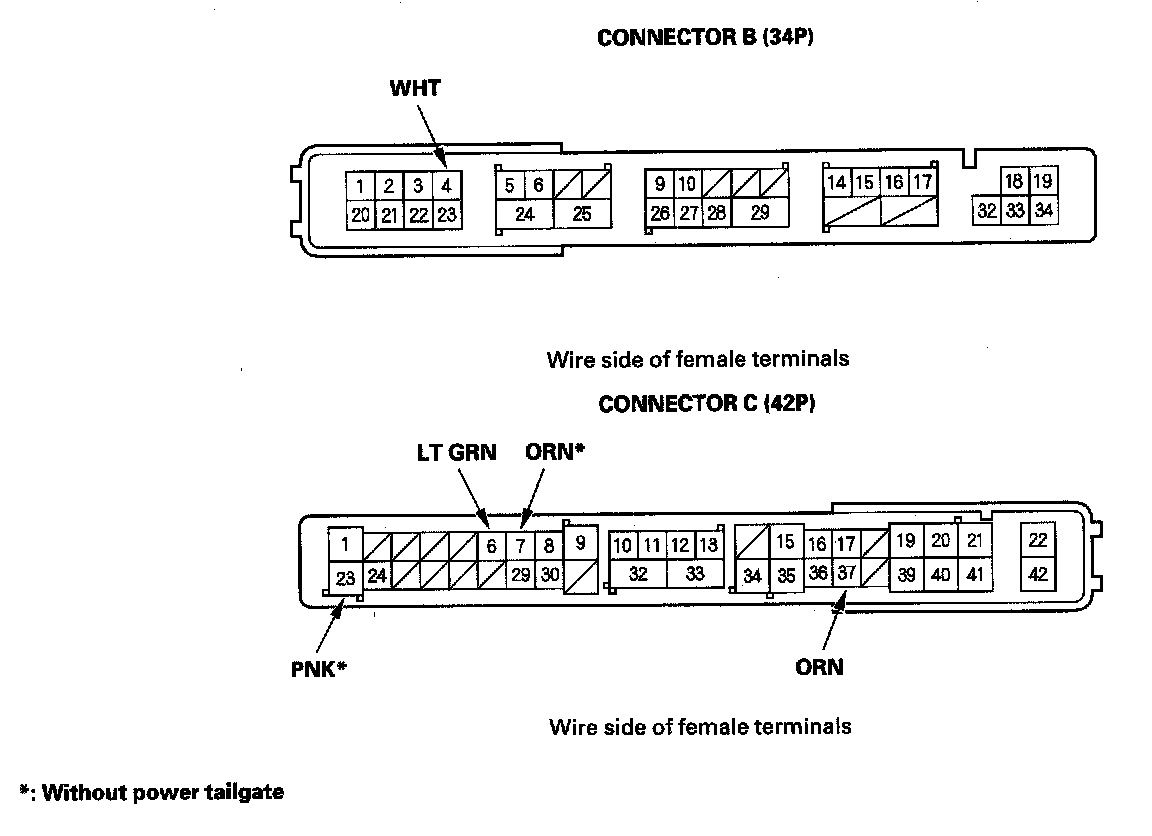 CONNECTOR B (34P)
WHT
1 2 3 4 5 6 9 10 14 15 16 17 18 19
20 21 22 23 24 25 26 27 28 29 32 33 34
Wire side of female terminals
CONNECTOR C (42P)
LT GRN ORN*
1 6 7 8 9 10 11 12 13 15 16 17 19 20 21 22
23 24 29 30 32 33 34 35 36 37 39 40 41 42
PNK* ORN
Wire side of female terminals
*: Without power tailgate